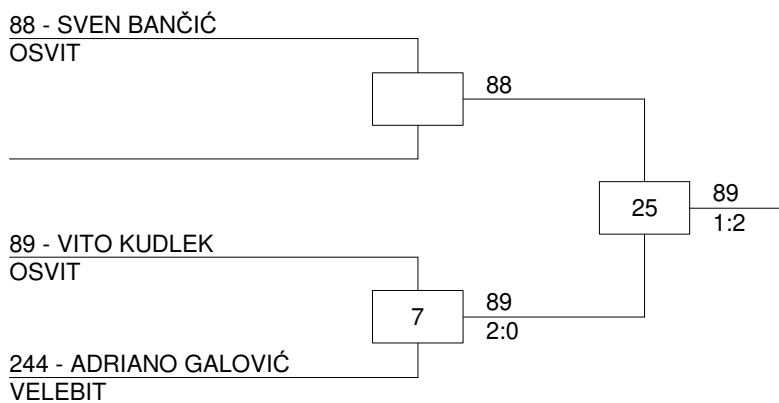 88 - SVEN BANČIĆ
OSVIT
88
89 - VITO KUDLEK
OSVIT
7
89
2:0
244 - ADRIANO GALOVIĆ
VELEBIT
25
89
1:2